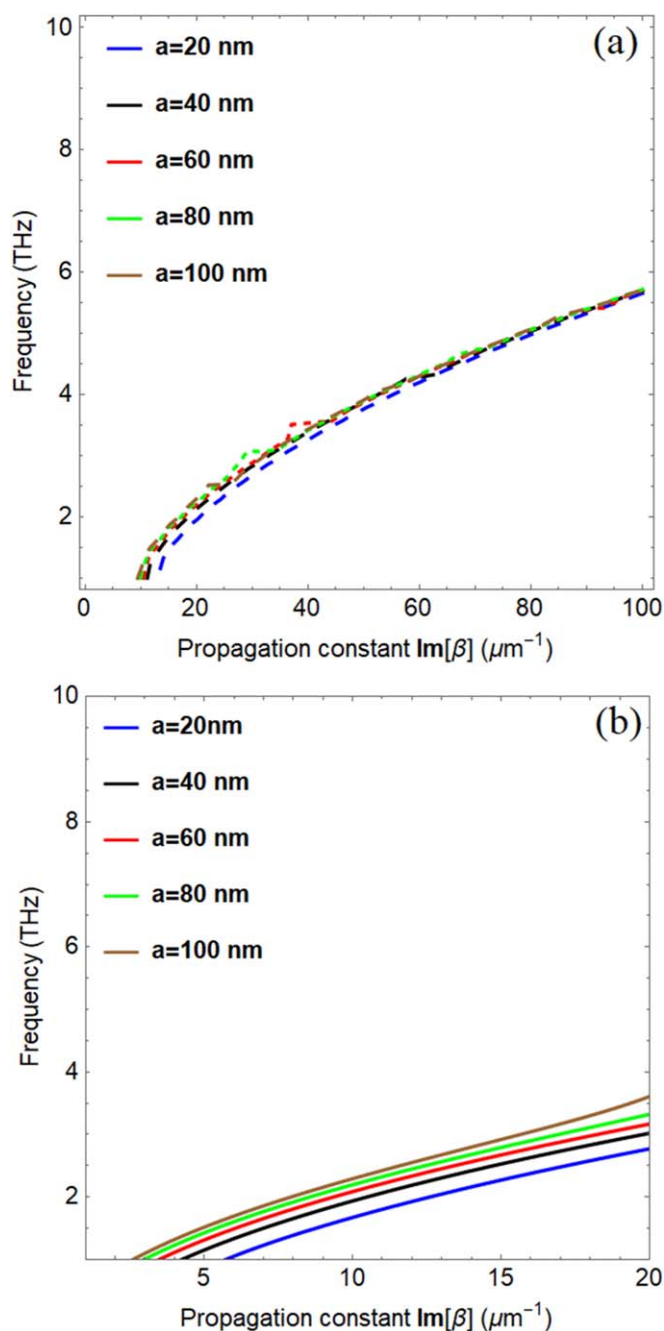 (a)
10
8
6
4
2
Frequency (THz)
a=20 nm
a=40 nm
a=60 nm
a=80 nm
a=100 nm
0 20 40 60 80 100
Propagation constant Im[β] (μm⁻¹)
(b)
10
8
6
4
2
Frequency (THz)
a=20nm
a=40 nm
a=60 nm
a=80 nm
a=100 nm
5 10 15 20
Propagation constant Im[β] (μm⁻¹)